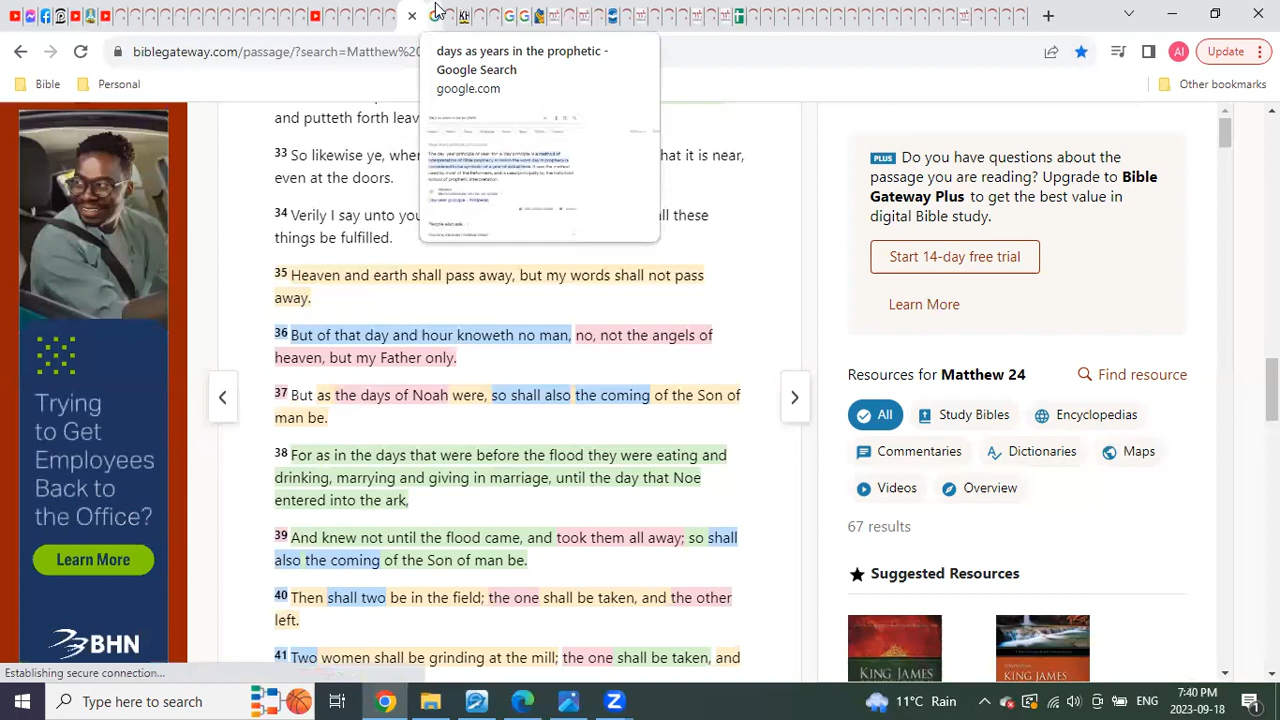 days as years in the prophetic -
Google Search
google.com
biblegateway.com/passage/?search=Matthew%20
Update
Bible
Personal
Other bookmarks
and putteth forth leav
So likewise ye, whe
hat it is near,
even at the doors.
erily I say unto you
all these
things be fulfilled.
35 Heaven and earth shall pass away, but my words shall not pass
away.
36 But of that day and hour knoweth no man, no, not the angels of
heaven, but my Father only.
37 But as the days of Noah were, so shall also the coming of the Son of
man be.
38 For as in the days that were before the flood they were eating and
drinking, marrying and giving in marriage, until the day that Noe
entered into the ark,
39 And knew not until the flood came, and took them all away; so shall
also the coming of the Son of man be.
40 Then shall two be in the field; the one shall be taken, and the other
left.
41 Two shall be grinding at the mill; the one shall be taken, and
Trying
to Get
Employees
Back to
the Office?
Learn More
BHN
Do you
questions about the
passage
reading? Upgrade to Bible
Gateway Plus
to get the best value in
Bible study.
Start 14-day free trial
Learn More
Resources for Matthew 24
Find resource
All
Study Bibles
Encyclopedias
Commentaries
Dictionaries
Maps
Videos
Overview
67 results
Suggested Resources
KING JAMES
KING JAMES
Establishing secure connection...
Type here to search
11°C Rain
ENG
7:40 PM
2023-09-18